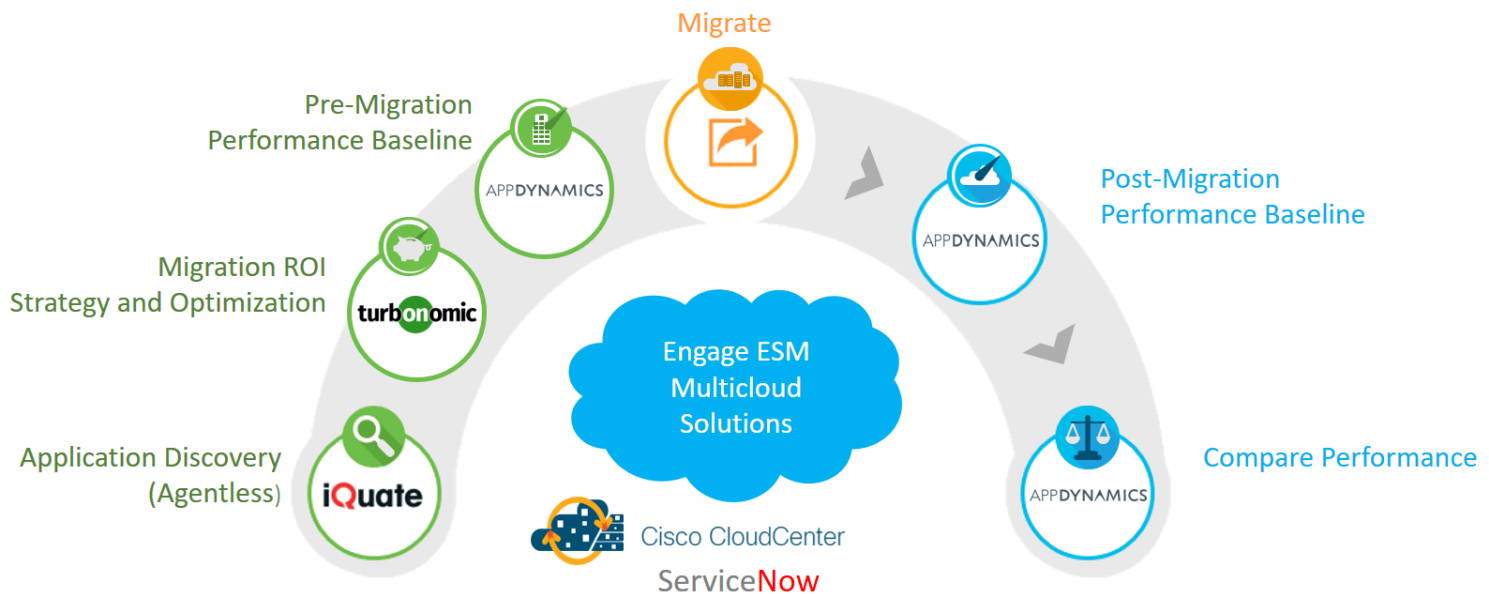 Migrate
Pre-Migration
Performance Baseline
APPDYNAMICS
Migration ROI
Strategy and Optimization
turbonomic
Application Discovery
(Agentless)
iQuate
Post-Migration
Performance Baseline
APPDYNAMICS
Compare Performance
APPDYNAMICS
Engage ESM
Multicloud
Solutions
Cisco CloudCenter
ServiceNow